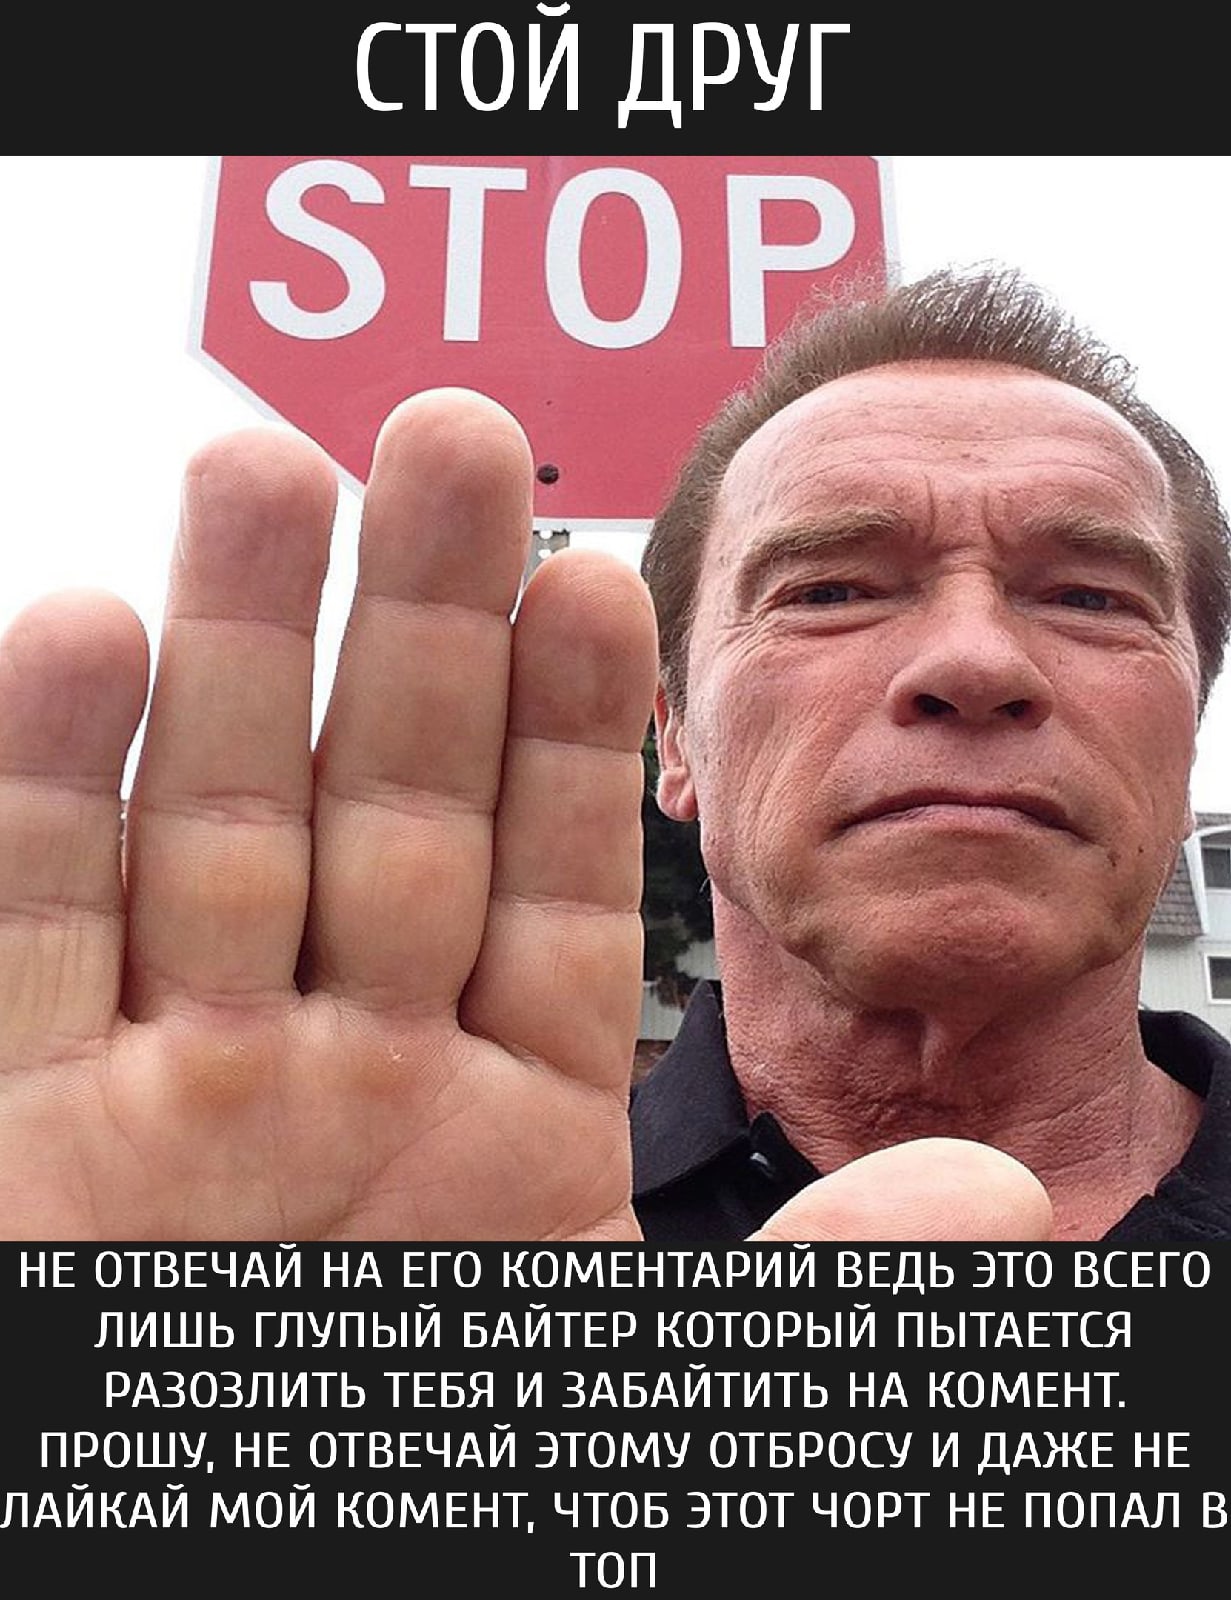 СТОЙ ДРУГ
STOP
НЕ ОТВЕЧАЙ НА ЕГО КОМЕНТАРИЙ ВЕДЬ ЭТО ВСЕГО
ЛИШЬ ГЛУПЫЙ БАЙТЕР КОТОРЫЙ ПЫТАЕТСЯ
РАЗОЗЛИТЬ ТЕБЯ И ЗАБАЙТИТЬ НА КОМЕНТ.
ПРОШУ, НЕ ОТВЕЧАЙ ЭТОМУ ОТБРОСУ И ДАЖЕ НЕ
ЛАЙКАЙ МОЙ КОМЕНТ, ЧТОБ ЭТОТ ЧОРТ НЕ ПОПАЛ В
ТОП